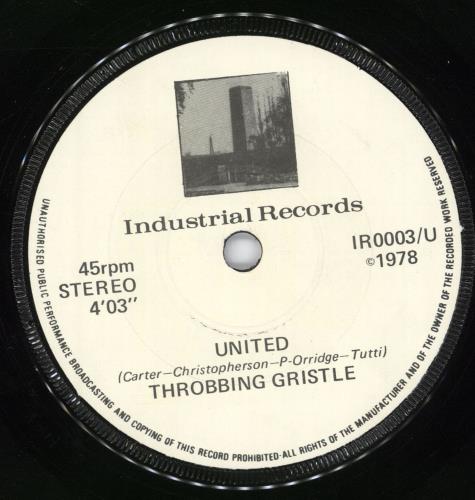 Industrial Records
45rpm
STEREO
4'03"
IR0003/U
©1978
UNITED
(Carter–Christopherson–P-Orridge–Tutti)
THROBBING GRISTLE
UNAUTHORISED PUBLIC PERFORMANCE BROADCASTING AND COPYING OF THIS RECORD PROHIBITED·ALL RIGHTS OF THE MANUFACTURER AND OF THE OWNER OF THE RECORDED WORK RESERVED